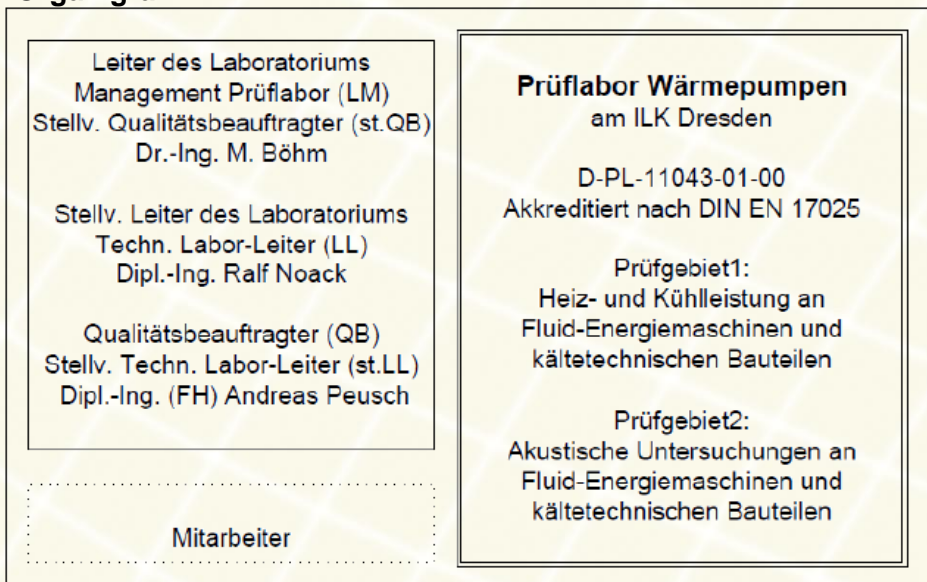 Leiter des Laboratoriums
Management Prüflabor (LM)
Stellv. Qualitätsbeauftragter (st.QB)
Dr.-Ing. M. Böhm
Stellv. Leiter des Laboratoriums
Techn. Labor-Leiter (LL)
Dipl.-Ing. Ralf Noack
Qualitätsbeauftragter (QB)
Stellv. Techn. Labor-Leiter (st.LL)
Dipl.-Ing. (FH) Andreas Peusch
Mitarbeiter
Prüflabor Wärmepumpen
am ILK Dresden
D-PL-11043-01-00
Akkreditiert nach DIN EN 17025
Prüfgebiet1:
Heiz- und Kühlleistung an
Fluid-Energiemaschinen und
kältetechnischen Bauteilen
Prüfgebiet2:
Akustische Untersuchungen an
Fluid-Energiemaschinen und
kältetechnischen Bauteilen